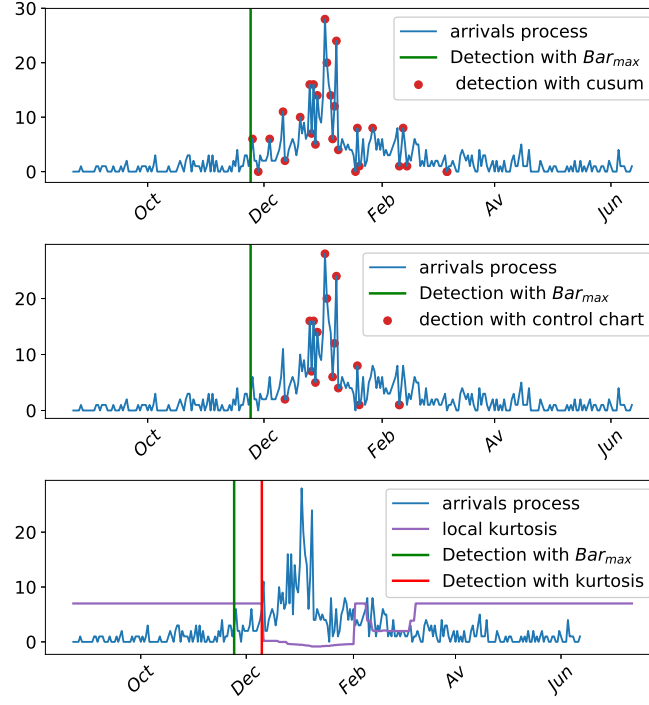 30
20
10
0
arrivals process
Detection with Bar_max
detection with cusum
Oct
Dec
Feb
Av
Jun
20
10
0
arrivals process
Detection with Bar_max
dection with control chart
Oct
Dec
Feb
Av
Jun
20
10
0
arrivals process
local kurtosis
Detection with Bar_max
Detection with kurtosis
Oct
Dec
Feb
Av
Jun